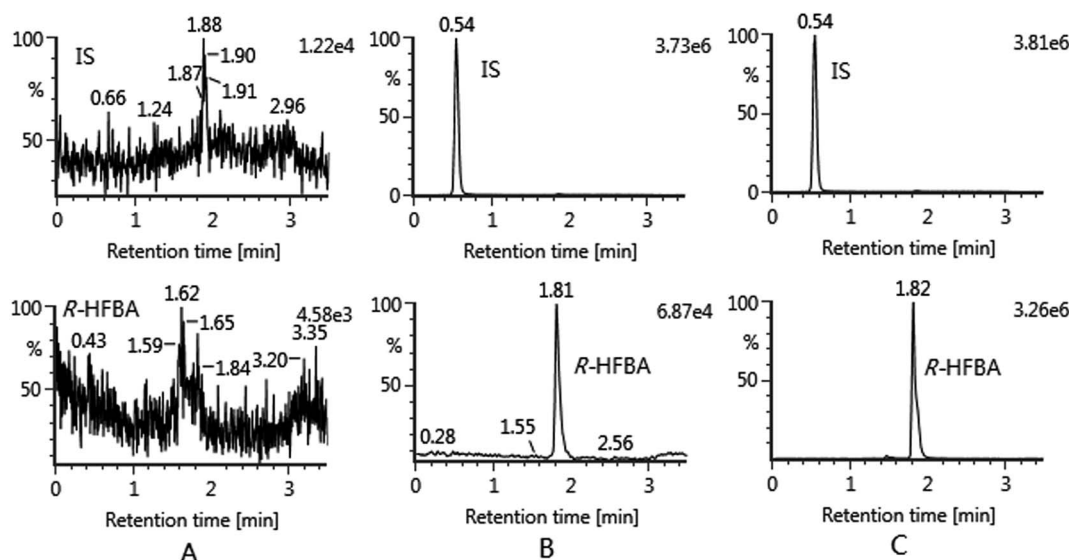 1.88
100
IS
1.22e4
1.90
%
1.87
1.91
0.66
1.24
2.96
50
0 1 2 3
Retention time [min]
0.54
100
3.73e6
IS
%
50
0
0 1 2 3
Retention time [min]
0.54
100
3.81e6
IS
%
50
0
0 1 2 3
Retention time [min]
1.62
100
R-HFBA
4.58e3
1.65
3.35
0.43
%
1.59
1.84
3.20
50
0 1 2 3
Retention time [min]
A
1.81
100
6.87e4
%
R-HFBA
50
0.28
1.55
2.56
0 1 2 3
Retention time [min]
B
1.82
100
3.26e6
%
R-HFBA
50
0 1 2 3
Retention time [min]
C